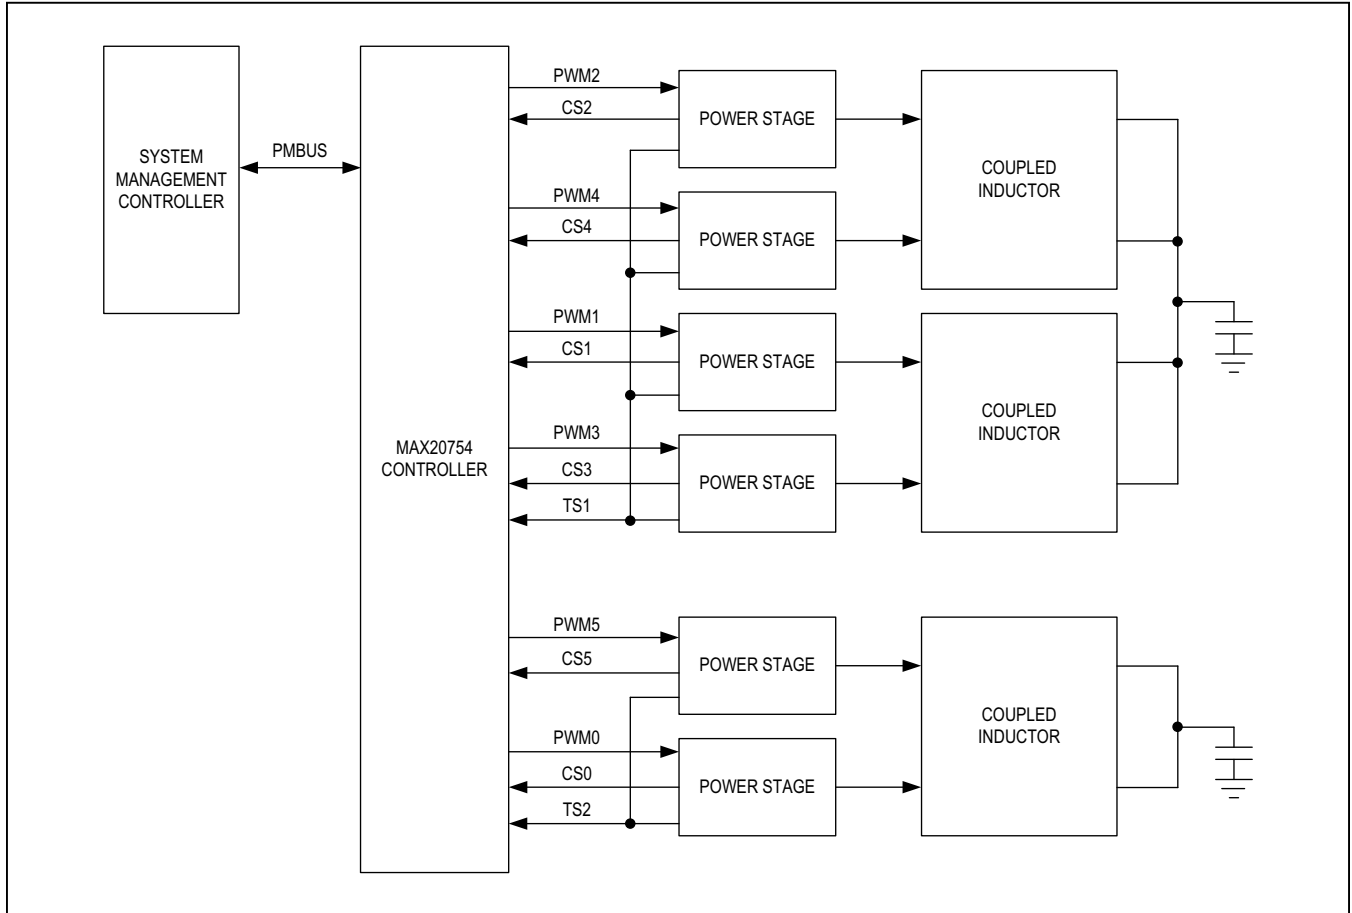 SYSTEM
MANAGEMENT
CONTROLLER
PMBUS
MAX20754
CONTROLLER
PWM2
CS2
POWER STAGE
PWM4
CS4
POWER STAGE
COUPLED
INDUCTOR
PWM1
CS1
POWER STAGE
PWM3
CS3
TS1
POWER STAGE
COUPLED
INDUCTOR
PWM5
CS5
POWER STAGE
PWM0
CS0
TS2
POWER STAGE
COUPLED
INDUCTOR